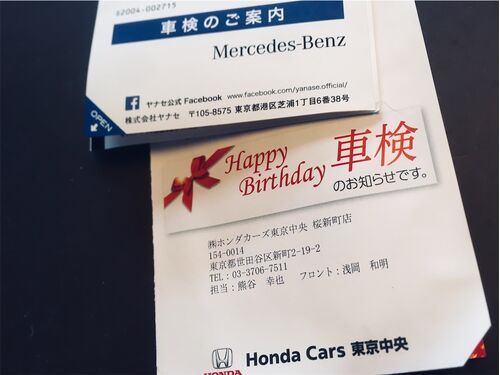 62004-002715
車検のご案内
Mercedes-Benz
ヤナセ公式 Facebook www.facebook.com/yanase.official/
株式会社ヤナセ 〒105-8575 東京都港区芝浦1丁目6番38号
OPEN
Happy Birthday 車検
のお知らせです。
㈱ホンダカーズ東京中央 桜新町店
154-0014
東京都世田谷区新町2-19-2
TEL:03-3706-7511
担当:熊谷 幸也 フロント:浅岡 和明
HONDA Honda Cars 東京中央